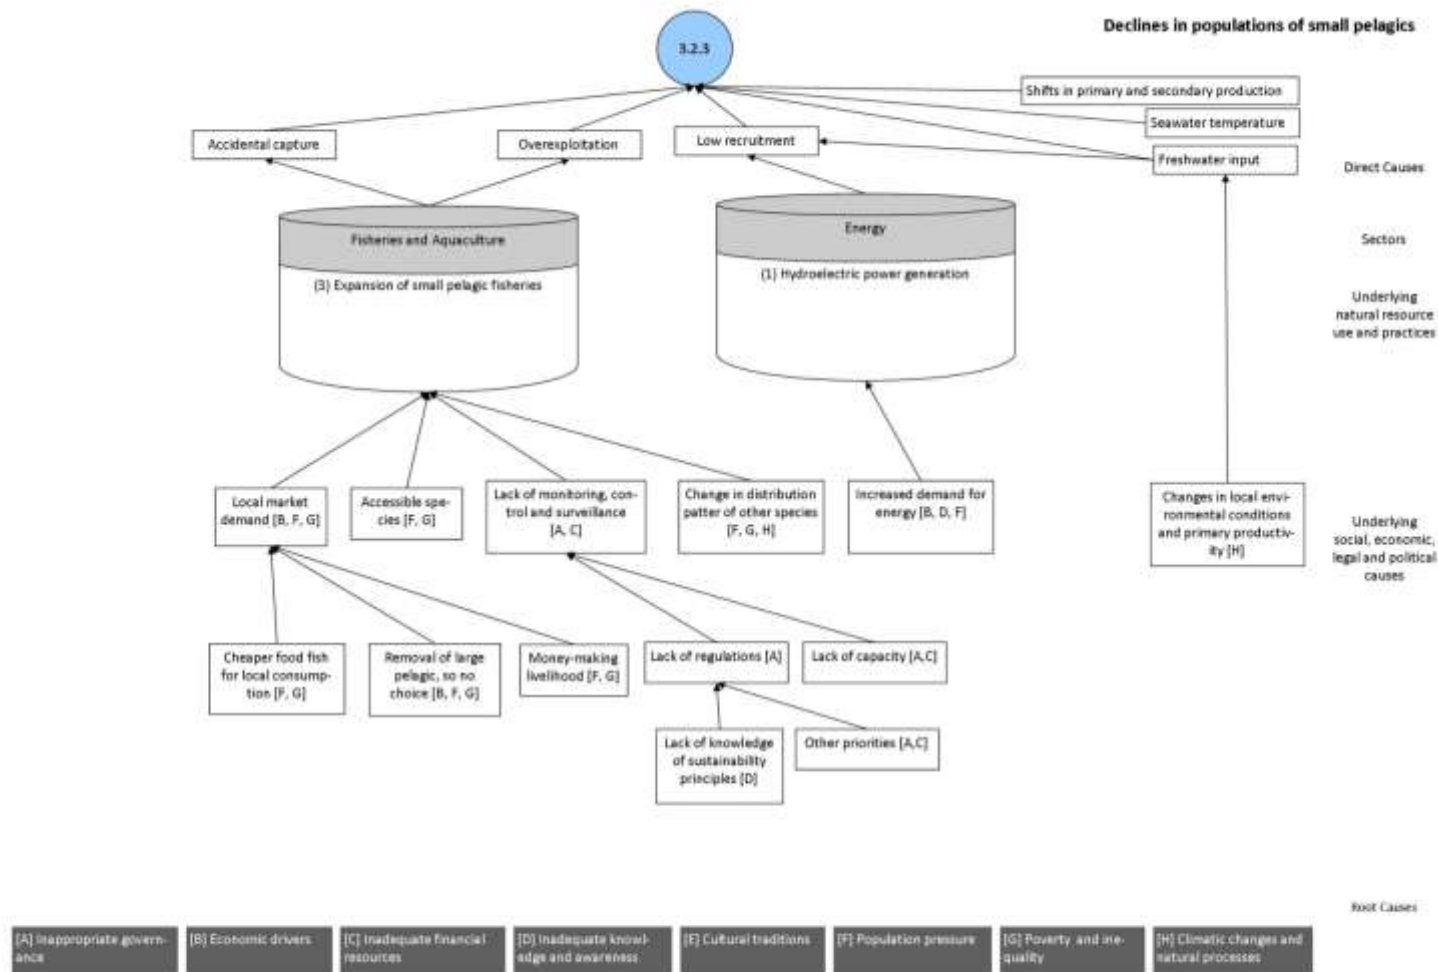 Declines in populations of small pelagics
3.2.3
Shifts in primary and secondary production
Seawater temperature
Accidental capture
Overexploitation
Low recruitment
Freshwater input
Direct Causes
Fisheries and Aquaculture
Energy
Sectors
(3) Expansion of small pelagic fisheries
(1) Hydroelectric power generation
Underlying
natural resource
use and practices
Local market
demand [B, F, G]
Accessible spe-
cies [F, G]
Lack of monitoring, con-
trol and surveillance
[A, C]
Change in distribution
patter of other species
[F, G, H]
Increased demand for
energy [B, D, F]
Changes in local envi-
ronmental conditions
and primary productiv-
ity [H]
Underlying
social, economic,
legal and political
causes
Cheaper food fish
for local consump-
tion [F, G]
Removal of large
pelagic, so no
choice [B, F, G]
Money-making
livelihood [F, G]
Lack of regulations [A]
Lack of capacity [A,C]
Lack of knowledge
of sustainability
principles [D]
Other priorities [A,C]
Root Causes
[A] Inappropriate govern-
ance
[B] Economic drivers
[C] Inadequate financial
resources
[D] Inadequate knowl-
edge and awareness
[E] Cultural traditions
[F] Population pressure
[G] Poverty and ine-
quality
[H] Climatic changes and
natural processes